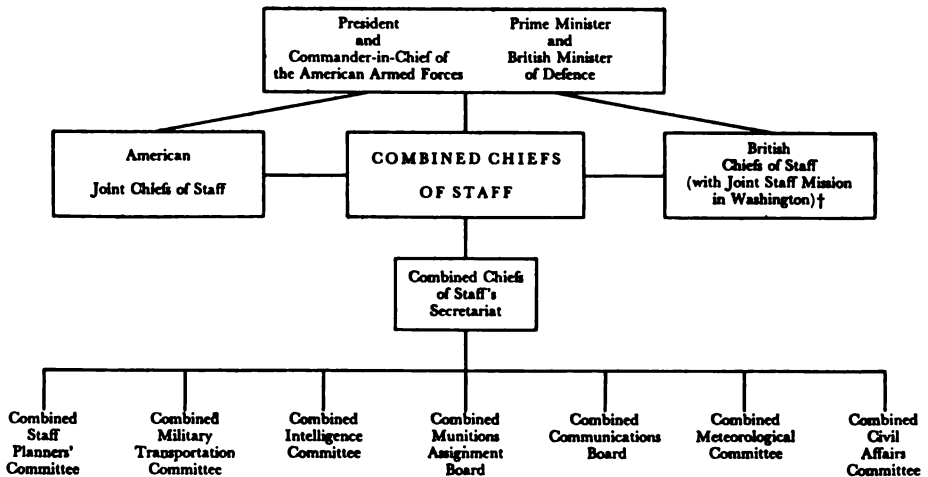 President
and
Commander-in-Chief of
the American Armed Forces
Prime Minister
and
British Minister
of Defence
American
Joint Chiefs of Staff
COMBINED CHIEFS
OF STAFF
British
Chiefs of Staff
(with Joint Staff Mission
in Washington)†
Combined Chiefs
of Staff's
Secretariat
Combined
Staff
Planners'
Committee
Combined
Military
Transportation
Committee
Combined
Intelligence
Committee
Combined
Munitions
Assignment
Board
Combined
Communications
Board
Combined
Meteorological
Committee
Combined
Civil
Affairs
Committee